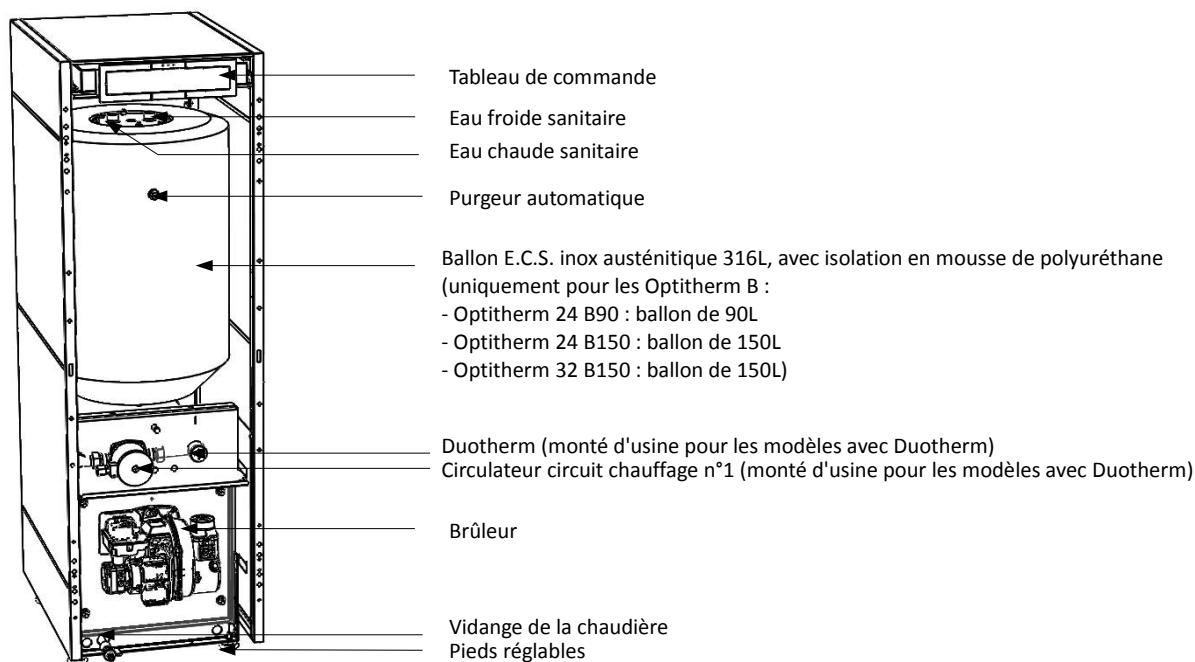 Tableau de commande
Eau froide sanitaire
Eau chaude sanitaire
Purgeur automatique
Ballon E.C.S. inox austénitique 316L, avec isolation en mousse de polyuréthane
(uniquement pour les Optitherm B :
- Optitherm 24 B90 : ballon de 90L
- Optitherm 24 B150 : ballon de 150L
- Optitherm 32 B150 : ballon de 150L)
Duotherm (monté d'usine pour les modèles avec Duotherm)
Circulateur circuit chauffage n°1 (monté d'usine pour les modèles avec Duotherm)
Brûleur
Vidange de la chaudière
Pieds réglables